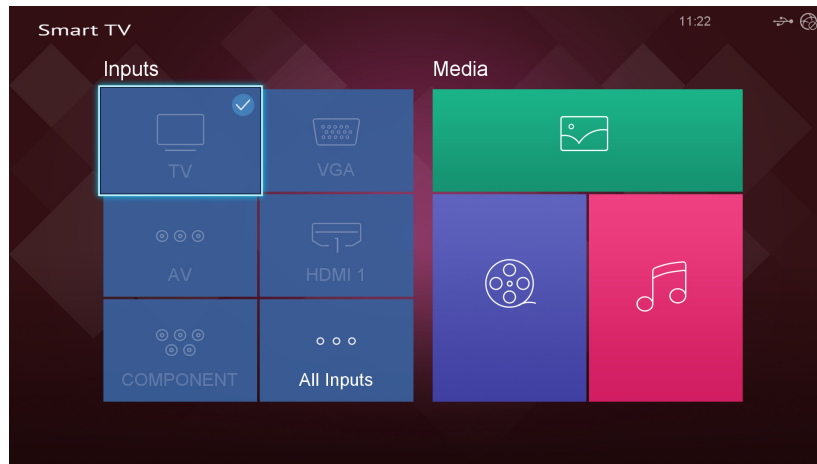 Smart TV
11:22
Inputs
Media
TV
VGA
AV
1
HDMI 1
COMPONENT
All Inputs